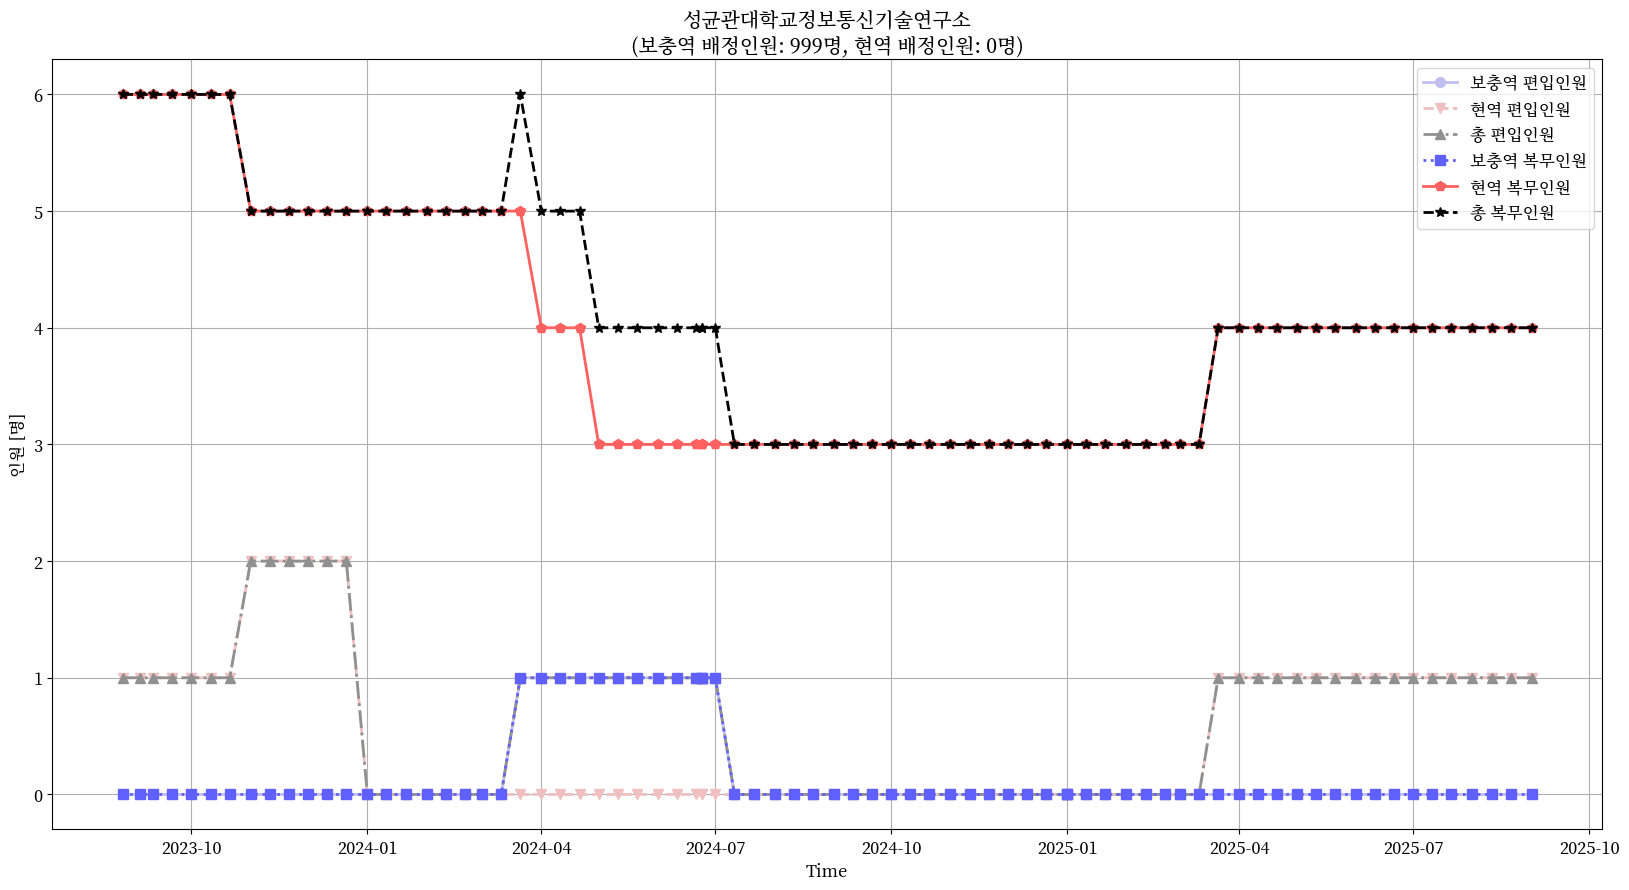 성균관대학교정보통신기술연구소
(보충역 배정인원: 999명, 현역 배정인원: 0명)
보충역 편입인원
현역 편입인원
총 편입인원
보충역 복무인원
현역 복무인원
총 복무인원
인원 [명]
6
5
4
3
2
1
0
2023-10
2024-01
2024-04
2024-07
2024-10
2025-01
2025-04
2025-07
2025-10
Time